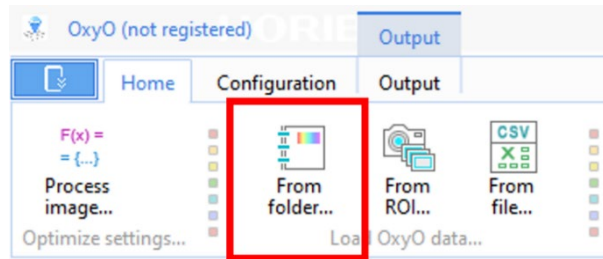 OxyO (not registered)
Output
Home
Configuration
Output
F(x) =
= {...}
Process
image...
From
folder...
From
ROI...
CSV
From
file...
Optimize settings...
Load OxyO data...